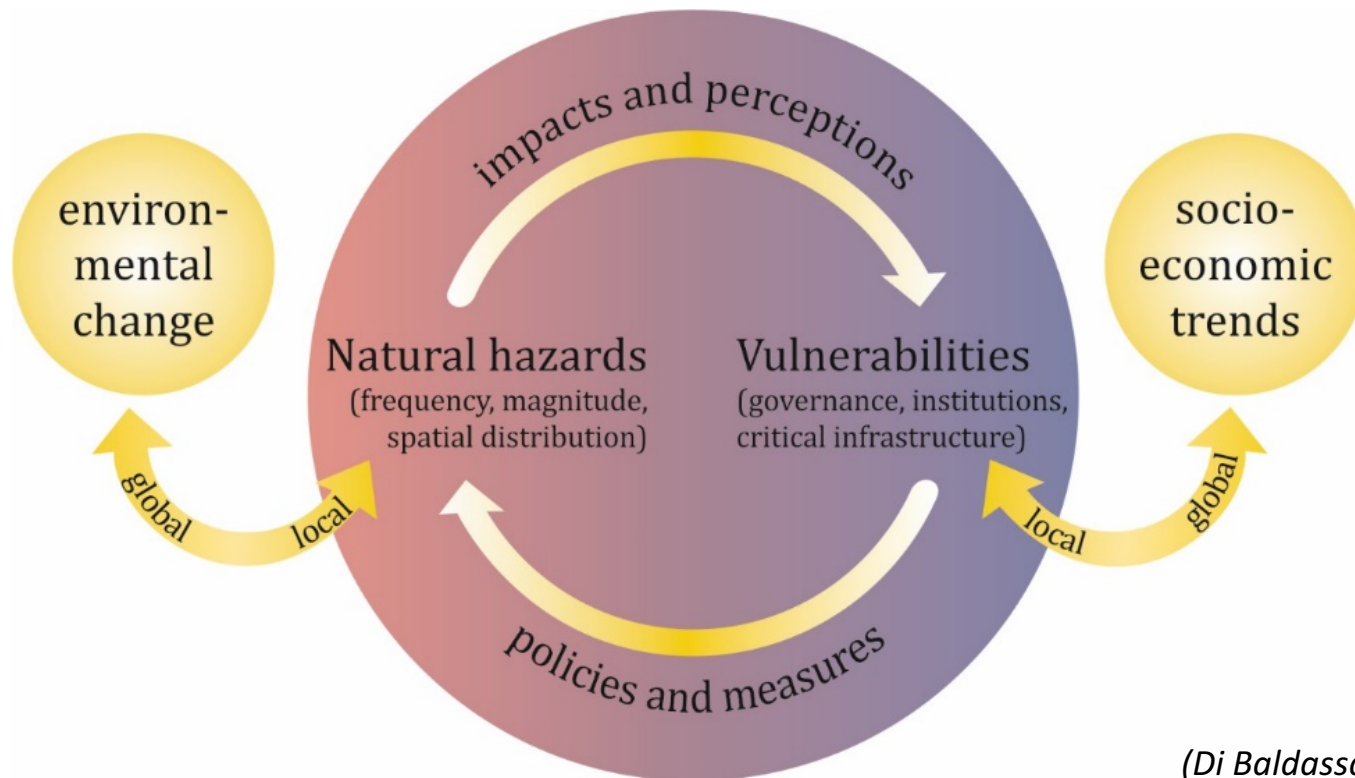 impacts and perceptions
environ-
mental
change
socio-
economic
trends
Natural hazards
(frequency, magnitude,
spatial distribution)
Vulnerabilities
(governance, institutions,
critical infrastructure)
global
local
local
global
policies and measures
(Di